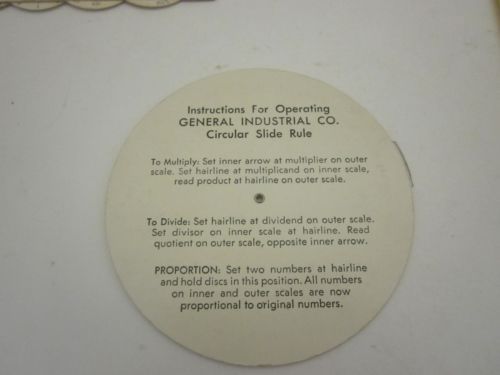 Instructions For Operating
GENERAL INDUSTRIAL CO.
Circular Slide Rule
To Multiply: Set inner arrow at multiplier on outer
scale. Set hairline at multiplicand on inner scale,
read product at hairline on outer scale.
To Divide: Set hairline at dividend on outer scale.
Set divisor on inner scale at hairline. Read
quotient on outer scale, opposite inner arrow.
PROPORTION: Set two numbers at hairline
and hold discs in this position. All numbers
on inner and outer scales are now
proportional to original numbers.